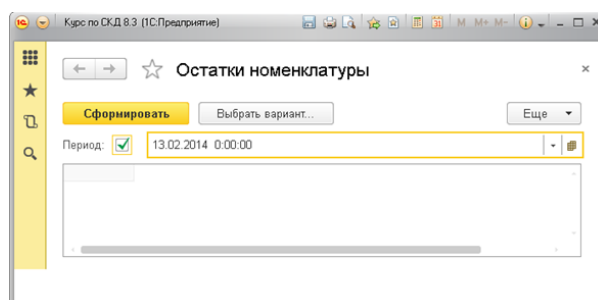 Курс по СКД 8.3 (1С:Предприятие)
M M+ M-
Остатки номенклатуры
Сформировать Выбрать вариант... Еще
Период: 13.02.2014 0:00:00